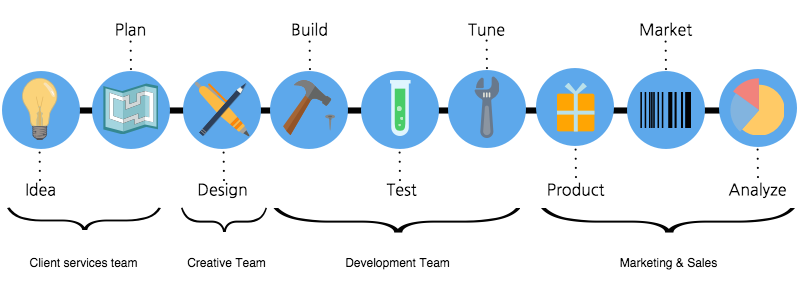 Plan
Build
Tune
Market
Idea
Design
Test
Product
Analyze
Client services team
Creative Team
Development Team
Marketing & Sales